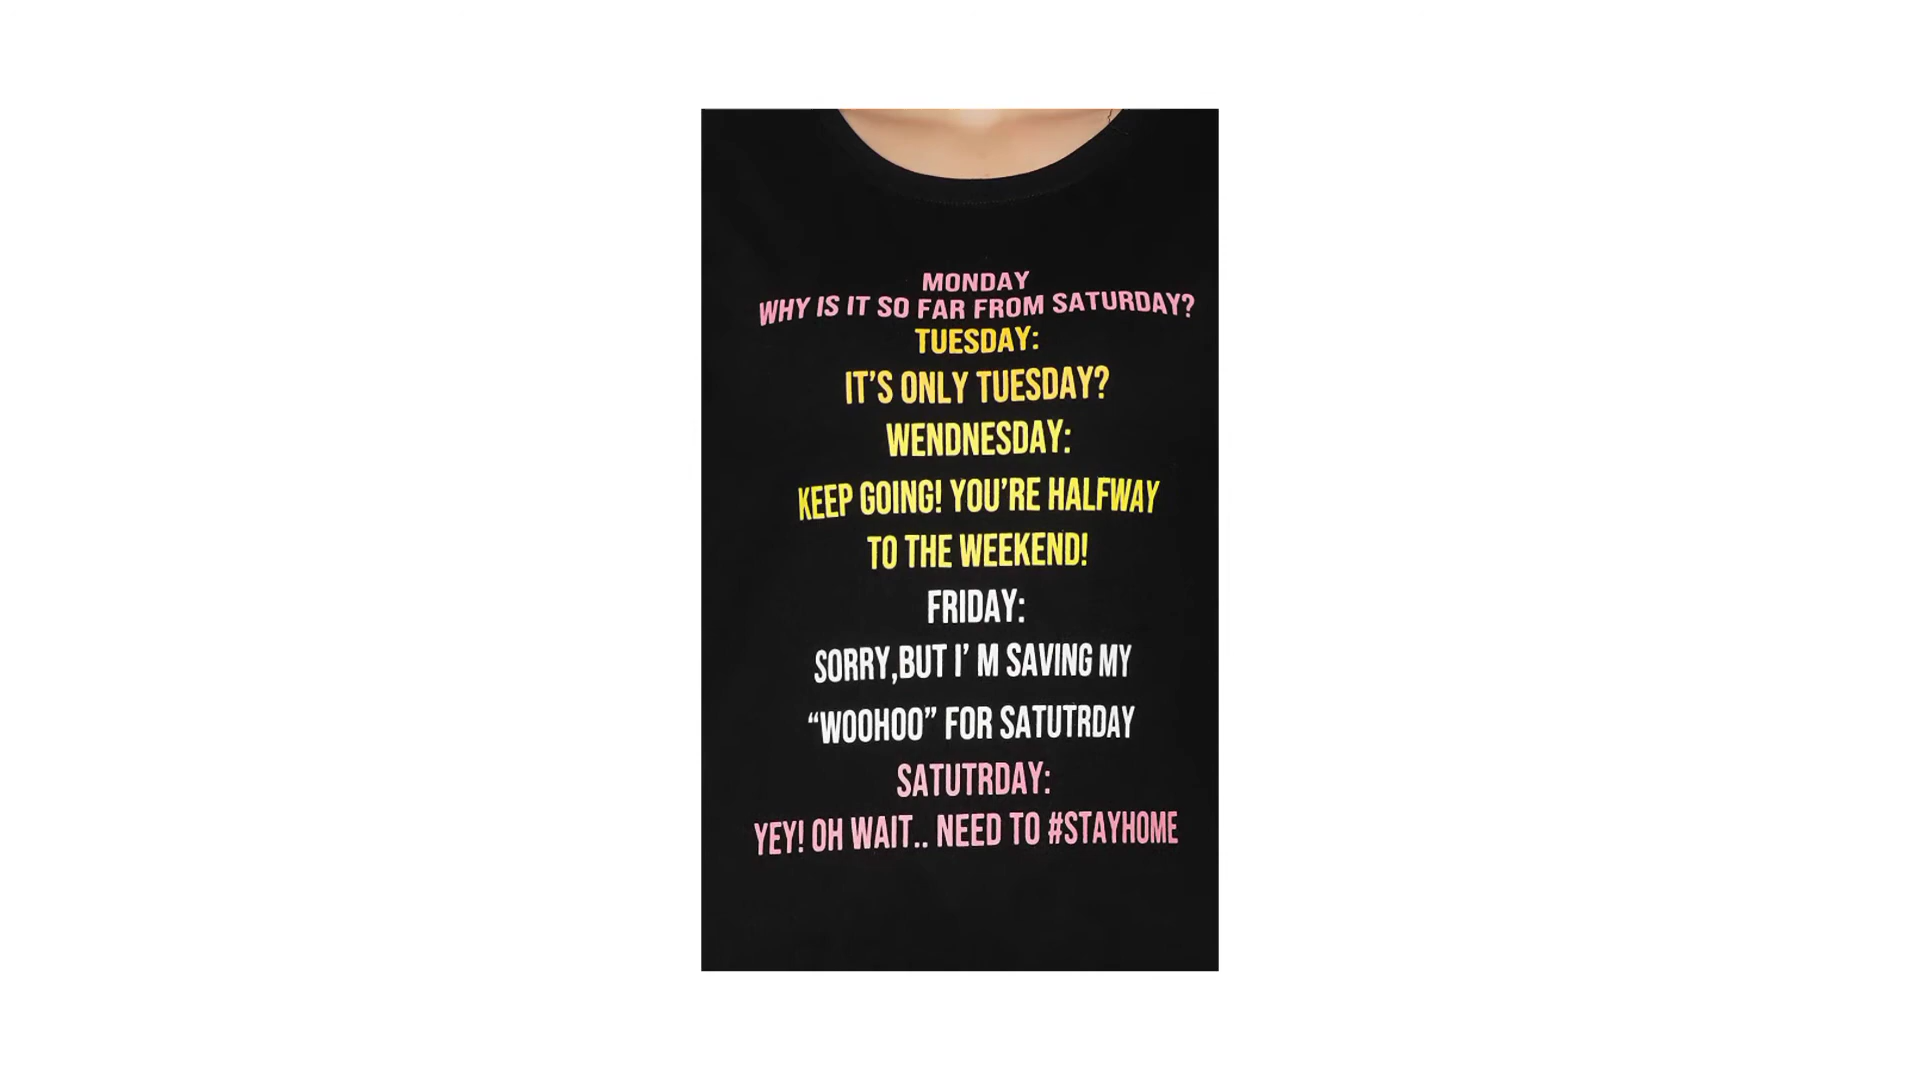 MONDAY
WHY IS IT SO FAR FROM SATURDAY?
TUESDAY:
IT’S ONLY TUESDAY?
WENDNESDAY:
KEEP GOING! YOU’RE HALFWAY
TO THE WEEKEND!
FRIDAY:
SORRY,BUT I’ M SAVING MY
“WOOHOO” FOR SATUTRDAY
SATUTRDAY:
YEY! OH WAIT.. NEED TO #STAYHOME